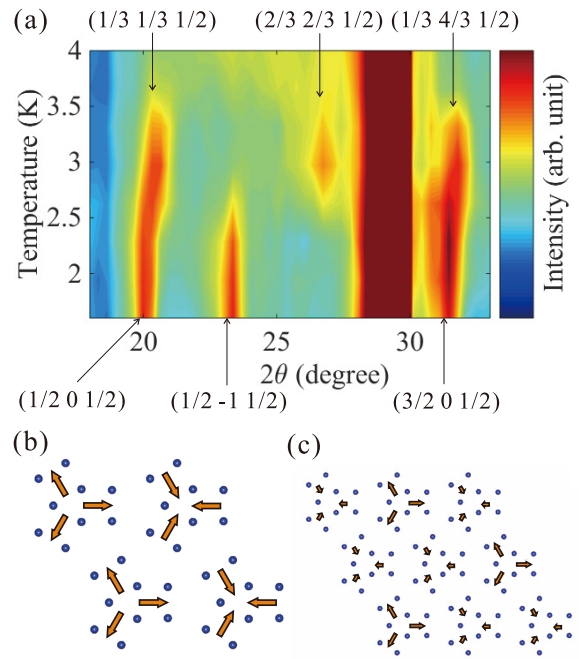 (a)
(1/3 1/3 1/2)
(2/3 2/3 1/2)
(1/3 4/3 1/2)
4
3.5
3
2.5
2
Temperature (K)
Intensity (arb. unit)
20
25
30
2θ (degree)
(1/2 0 1/2)
(1/2 -1 1/2)
(3/2 0 1/2)
(b)
(c)